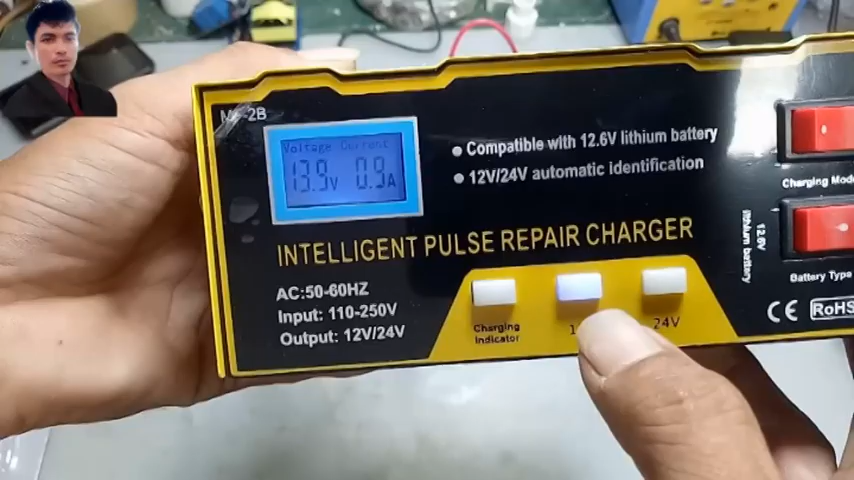 Voltage Current
13.9V 0.9A
Compatible with 12.6V lithium battery
12V/24V automatic identification
INTELLIGENT PULSE REPAIR CHARGER
AC:50-60HZ
Input: 110-250V
Output: 12V/24V
Charging
Indicator
24V
Charging Mode
12.6V
lithium battery
Battery Type
CE RoHS